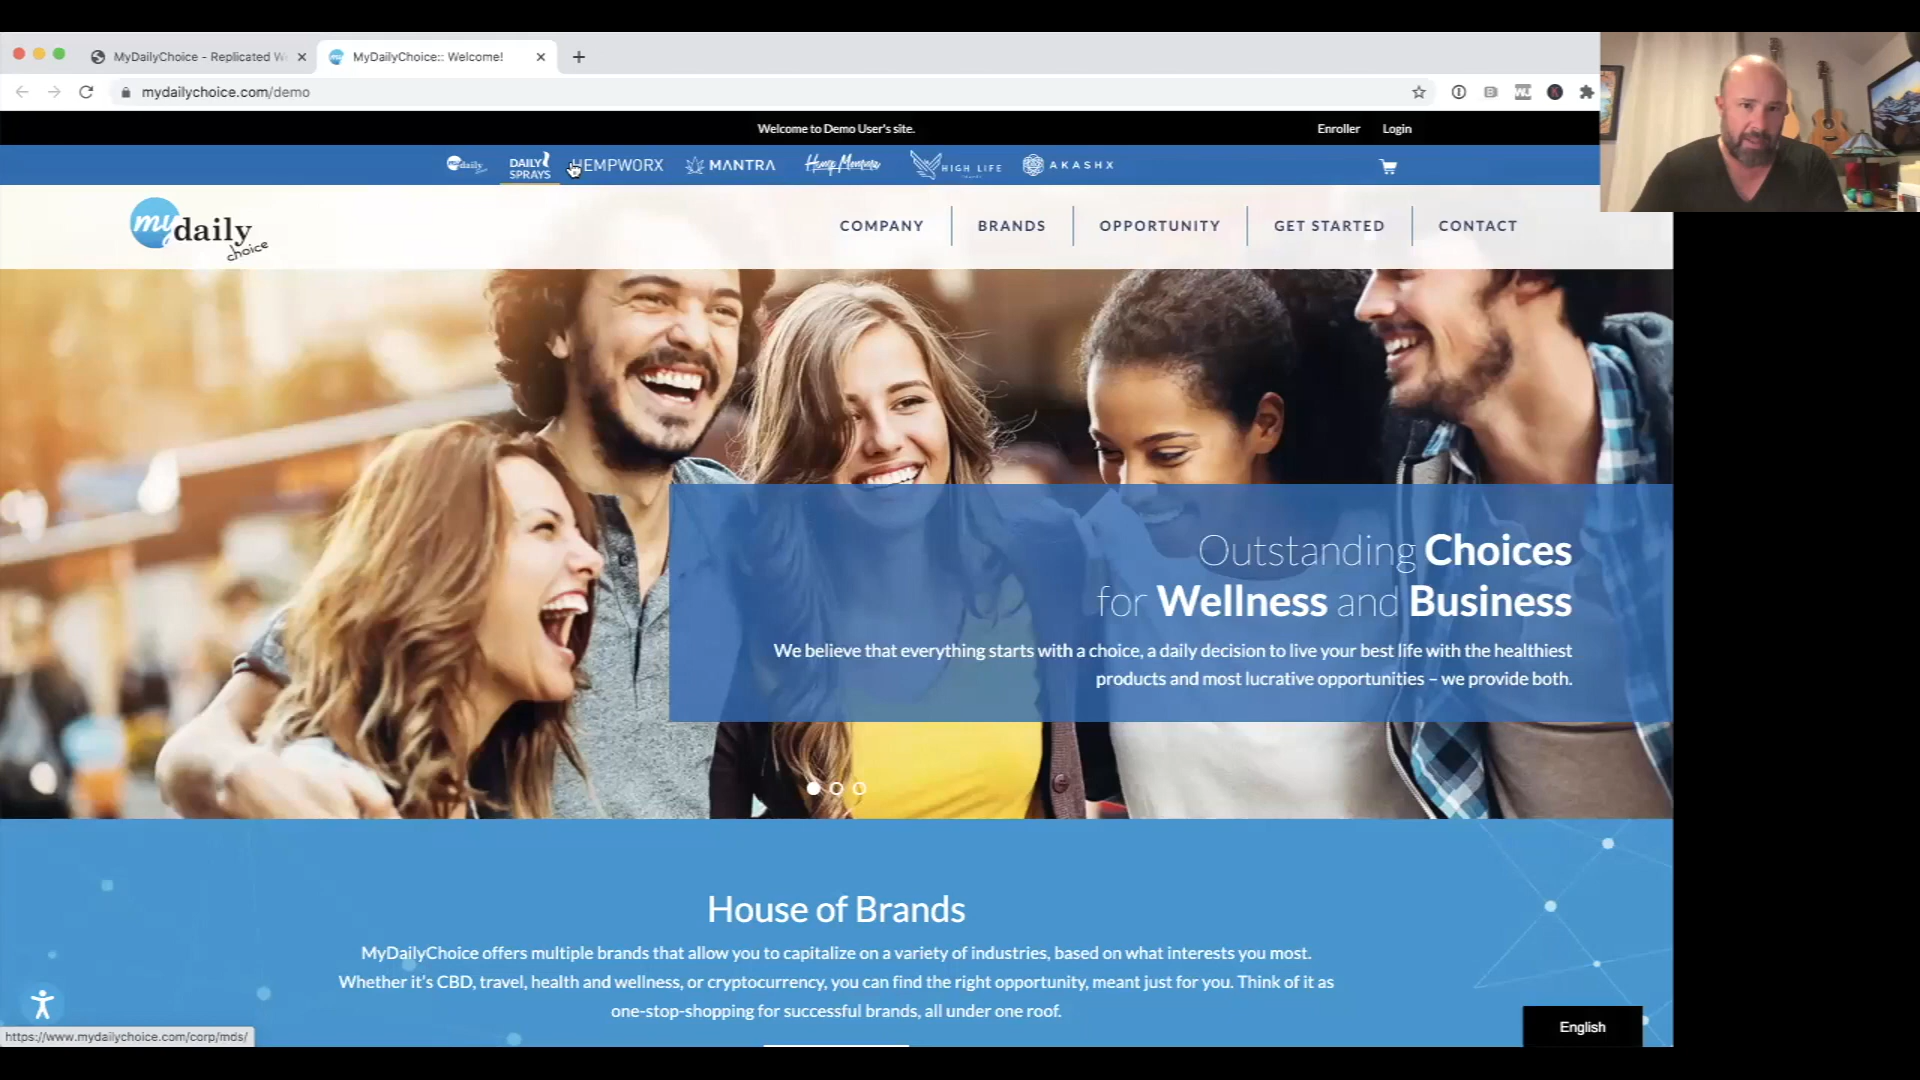 MyDailyChoice - Replicated W
MyDailyChoice:: Welcome!
mydailychoice.com/demo
Welcome to Demo User's site.
Enroller
Login
my daily
DAILY SPRAYS
HEMPWORX
MANTRA
Hemp Momma
HIGH LIFE
AKASHX
my daily choice
COMPANY
BRANDS
OPPORTUNITY
GET STARTED
CONTACT
Outstanding Choices
for Wellness and Business
We believe that everything starts with a choice, a daily decision to live your best life with the healthiest
products and most lucrative opportunities – we provide both.
House of Brands
MyDailyChoice offers multiple brands that allow you to capitalize on a variety of industries, based on what interests you most.
Whether it's CBD, travel, health and wellness, or cryptocurrency, you can find the right opportunity, meant just for you. Think of it as
one-stop-shopping for successful brands, all under one roof.
https://www.mydailychoice.com/corp/mds/
English